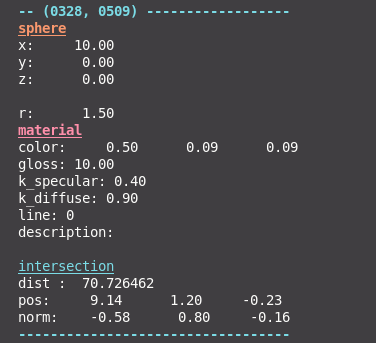 -- (0328, 0509) ------------------
sphere
x:     10.00
y:      0.00
z:      0.00
r:      1.50
material
color:     0.50      0.09      0.09
gloss: 10.00
k_specular: 0.40
k_diffuse: 0.90
line: 0
description:
intersection
dist :  70.726462
pos:     9.14      1.20     -0.23
norm:    -0.58      0.80     -0.16
----------------------------------